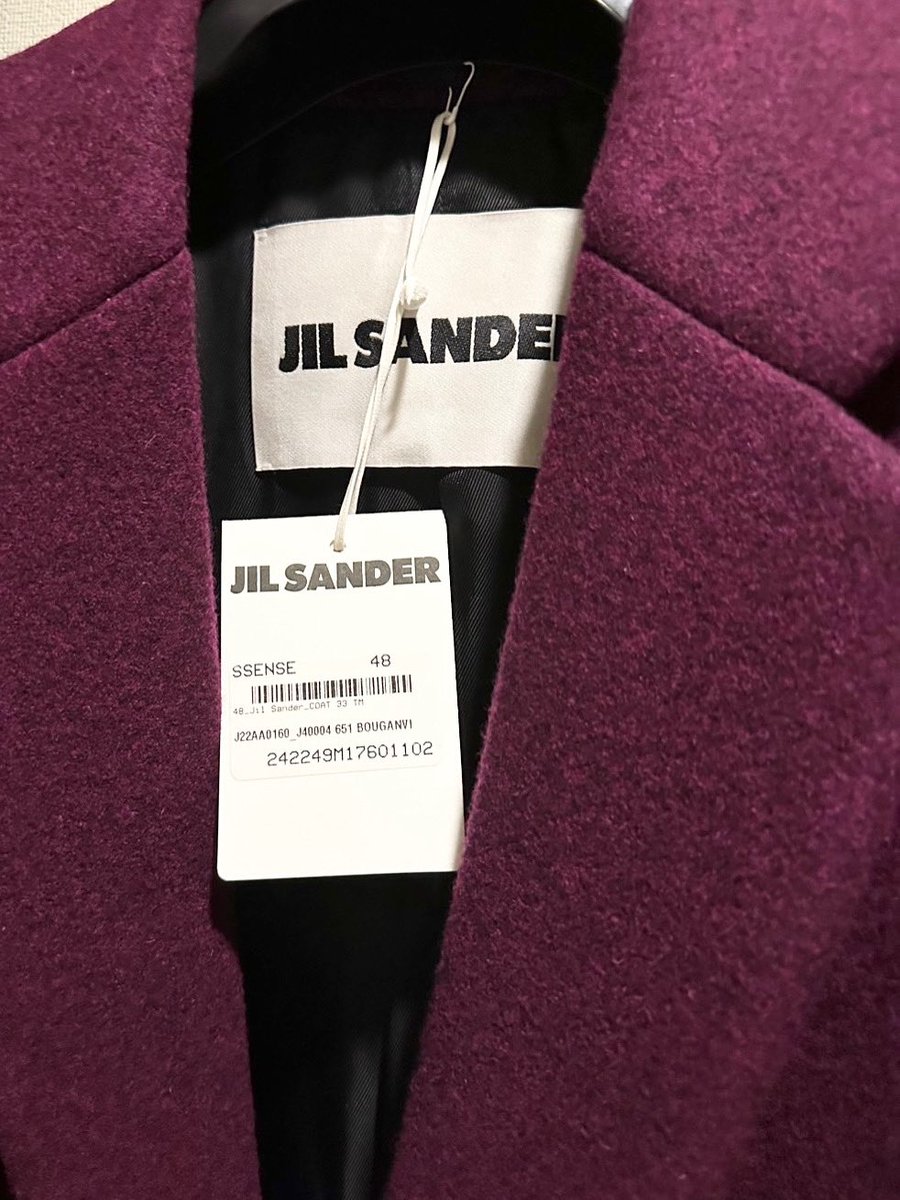 JIL SANDER
JIL SANDER
SSENSE 48
48_Jil Sander_COAT 33 TM
J22AA0160_J40004 651 BOUGANVI
242249M17601102